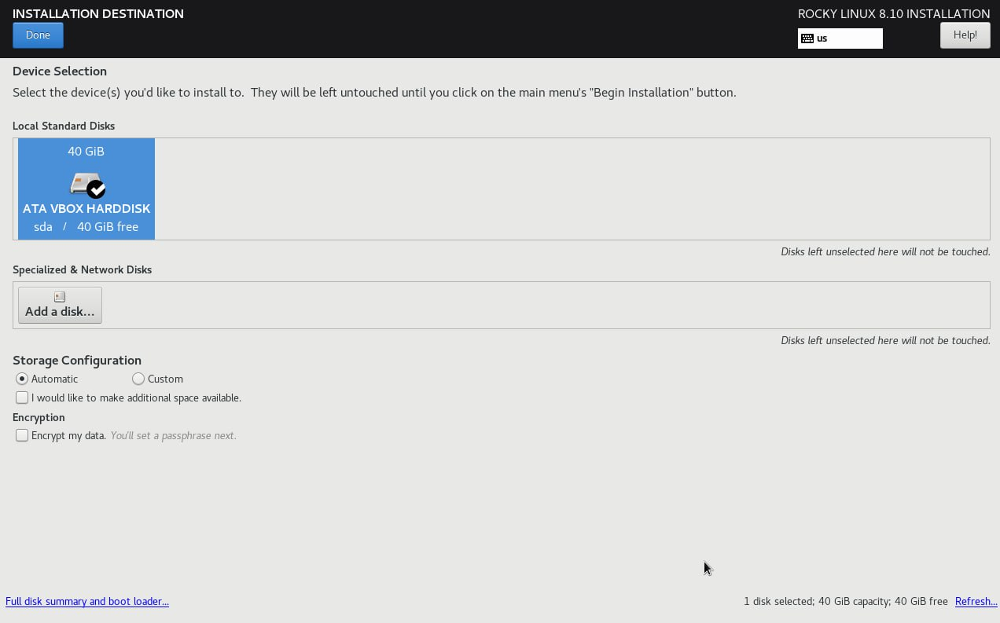 INSTALLATION DESTINATION
ROCKY LINUX 8.10 INSTALLATION
Done
us
Help!
Device Selection
Select the device(s) you'd like to install to.  They will be left untouched until you click on the main menu's "Begin Installation" button.
Local Standard Disks
40 GiB
ATA VBOX HARDDISK
sda / 40 GiB free
Disks left unselected here will not be touched.
Specialized & Network Disks
Add a disk...
Disks left unselected here will not be touched.
Storage Configuration
Automatic Custom
I would like to make additional space available.
Encryption
Encrypt my data. You'll set a passphrase next.
Full disk summary and boot loader...
1 disk selected; 40 GiB capacity; 40 GiB free Refresh...